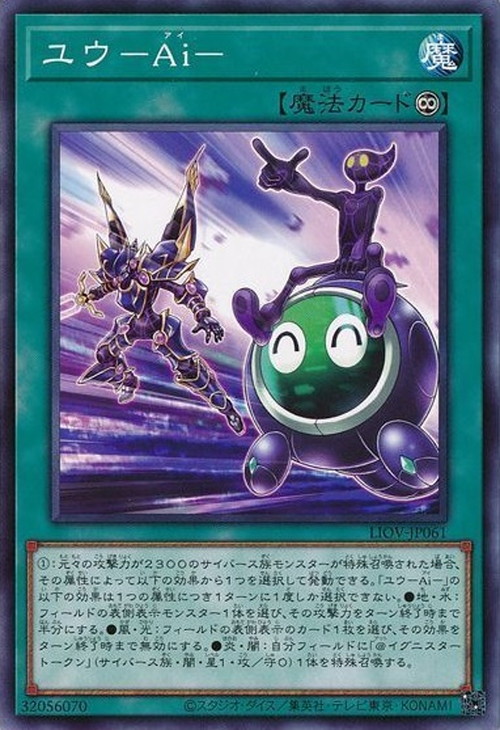 ユウ－Ai－
魔
【魔法カード】
LIOV-JP061
①：元々の攻撃力が２３００のサイバース族モンスターが特殊召喚された場合、
その属性によって以下の効果から１つを選択して発動できる。「ユウ－Ai－」の
以下の効果は１つの属性につき１ターンに１度しか選択できない。●地・水：
フィールドの表側表示モンスター１体を選び、その攻撃力をターン終了時まで
半分にする。●風・光：フィールドの表側表示のカード１枚を選び、その効果を
ターン終了時まで無効にする。●炎・闇：自分フィールドに「＠イグニスター
トークン」（サイバース族・闇・星１・攻／守０）１体を特殊召喚する。
32056070
©スタジオ・ダイス／集英社・テレビ東京・KONAMI